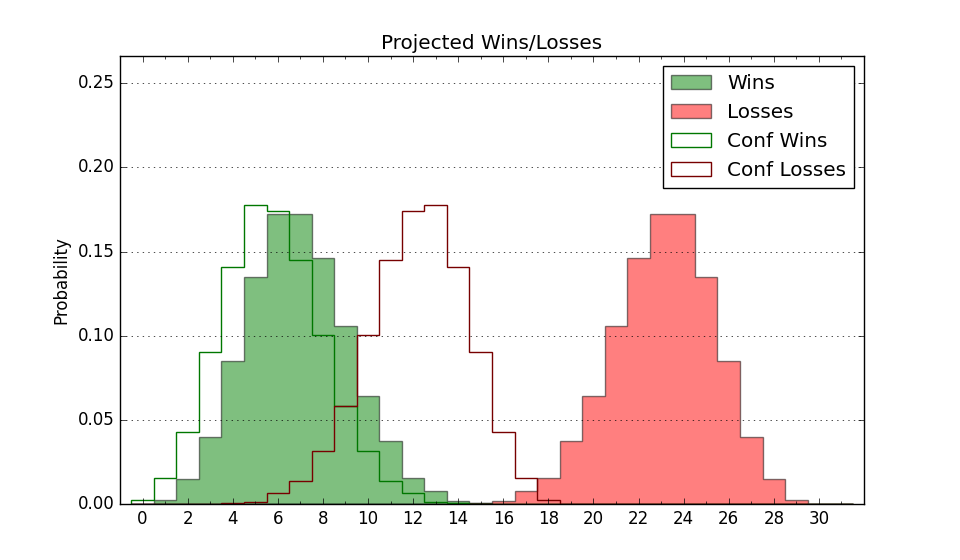 Projected Wins/Losses
Wins
Losses
Conf Wins
Conf Losses
Probability
0.25
0.20
0.15
0.10
0.05
0.00
0 2 4 6 8 10 12 14 16 18 20 22 24 26 28 30